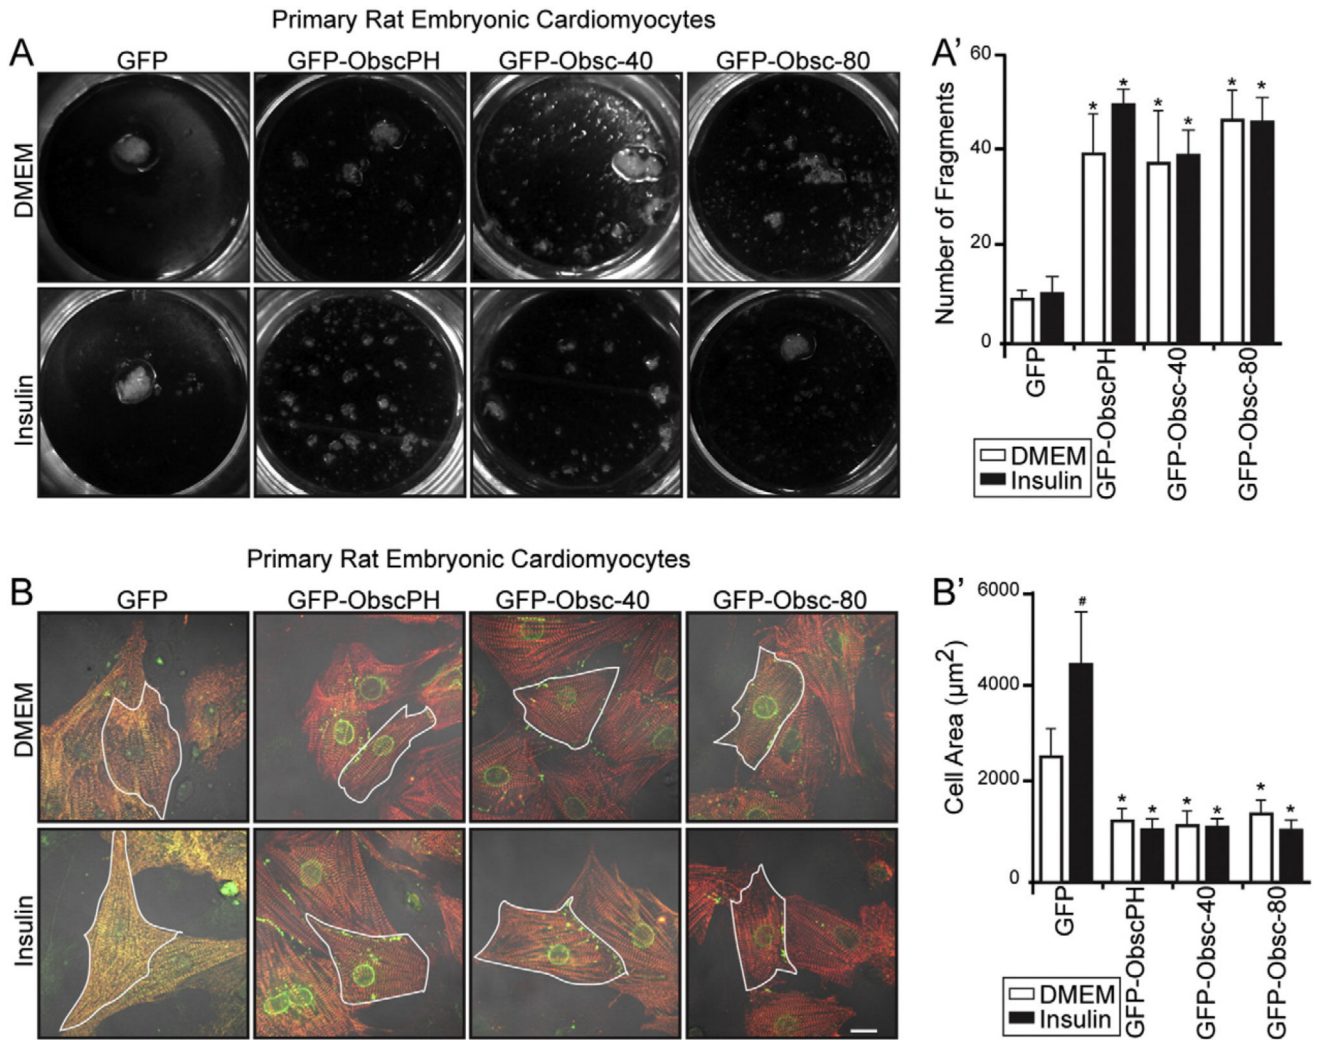 Primary Rat Embryonic Cardiomyocytes
A
GFP
GFP-ObscPH
GFP-Obsc-40
GFP-Obsc-80
DMEM
Insulin
A'
Number of Fragments
60
40
20
0
* * * * * *
GFP
GFP-ObscPH
GFP-Obsc-40
GFP-Obsc-80
DMEM
Insulin
Primary Rat Embryonic Cardiomyocytes
B
GFP
GFP-ObscPH
GFP-Obsc-40
GFP-Obsc-80
DMEM
Insulin
B'
Cell Area (µm²)
6000
4000
2000
0
#
* * * * * *
GFP
GFP-ObscPH
GFP-Obsc-40
GFP-Obsc-80
DMEM
Insulin